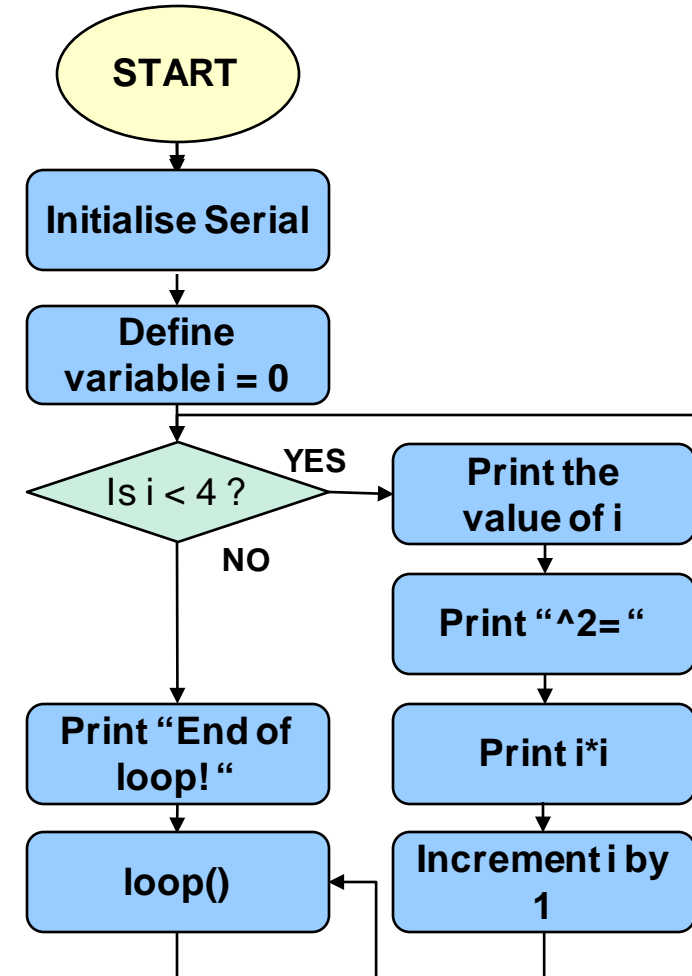 START
Initialise Serial
Define
variable i = 0
Is i < 4 ?
YES
NO
Print the
value of i
Print “^2= “
Print i*i
Increment i by
1
Print “End of
loop! “
loop()